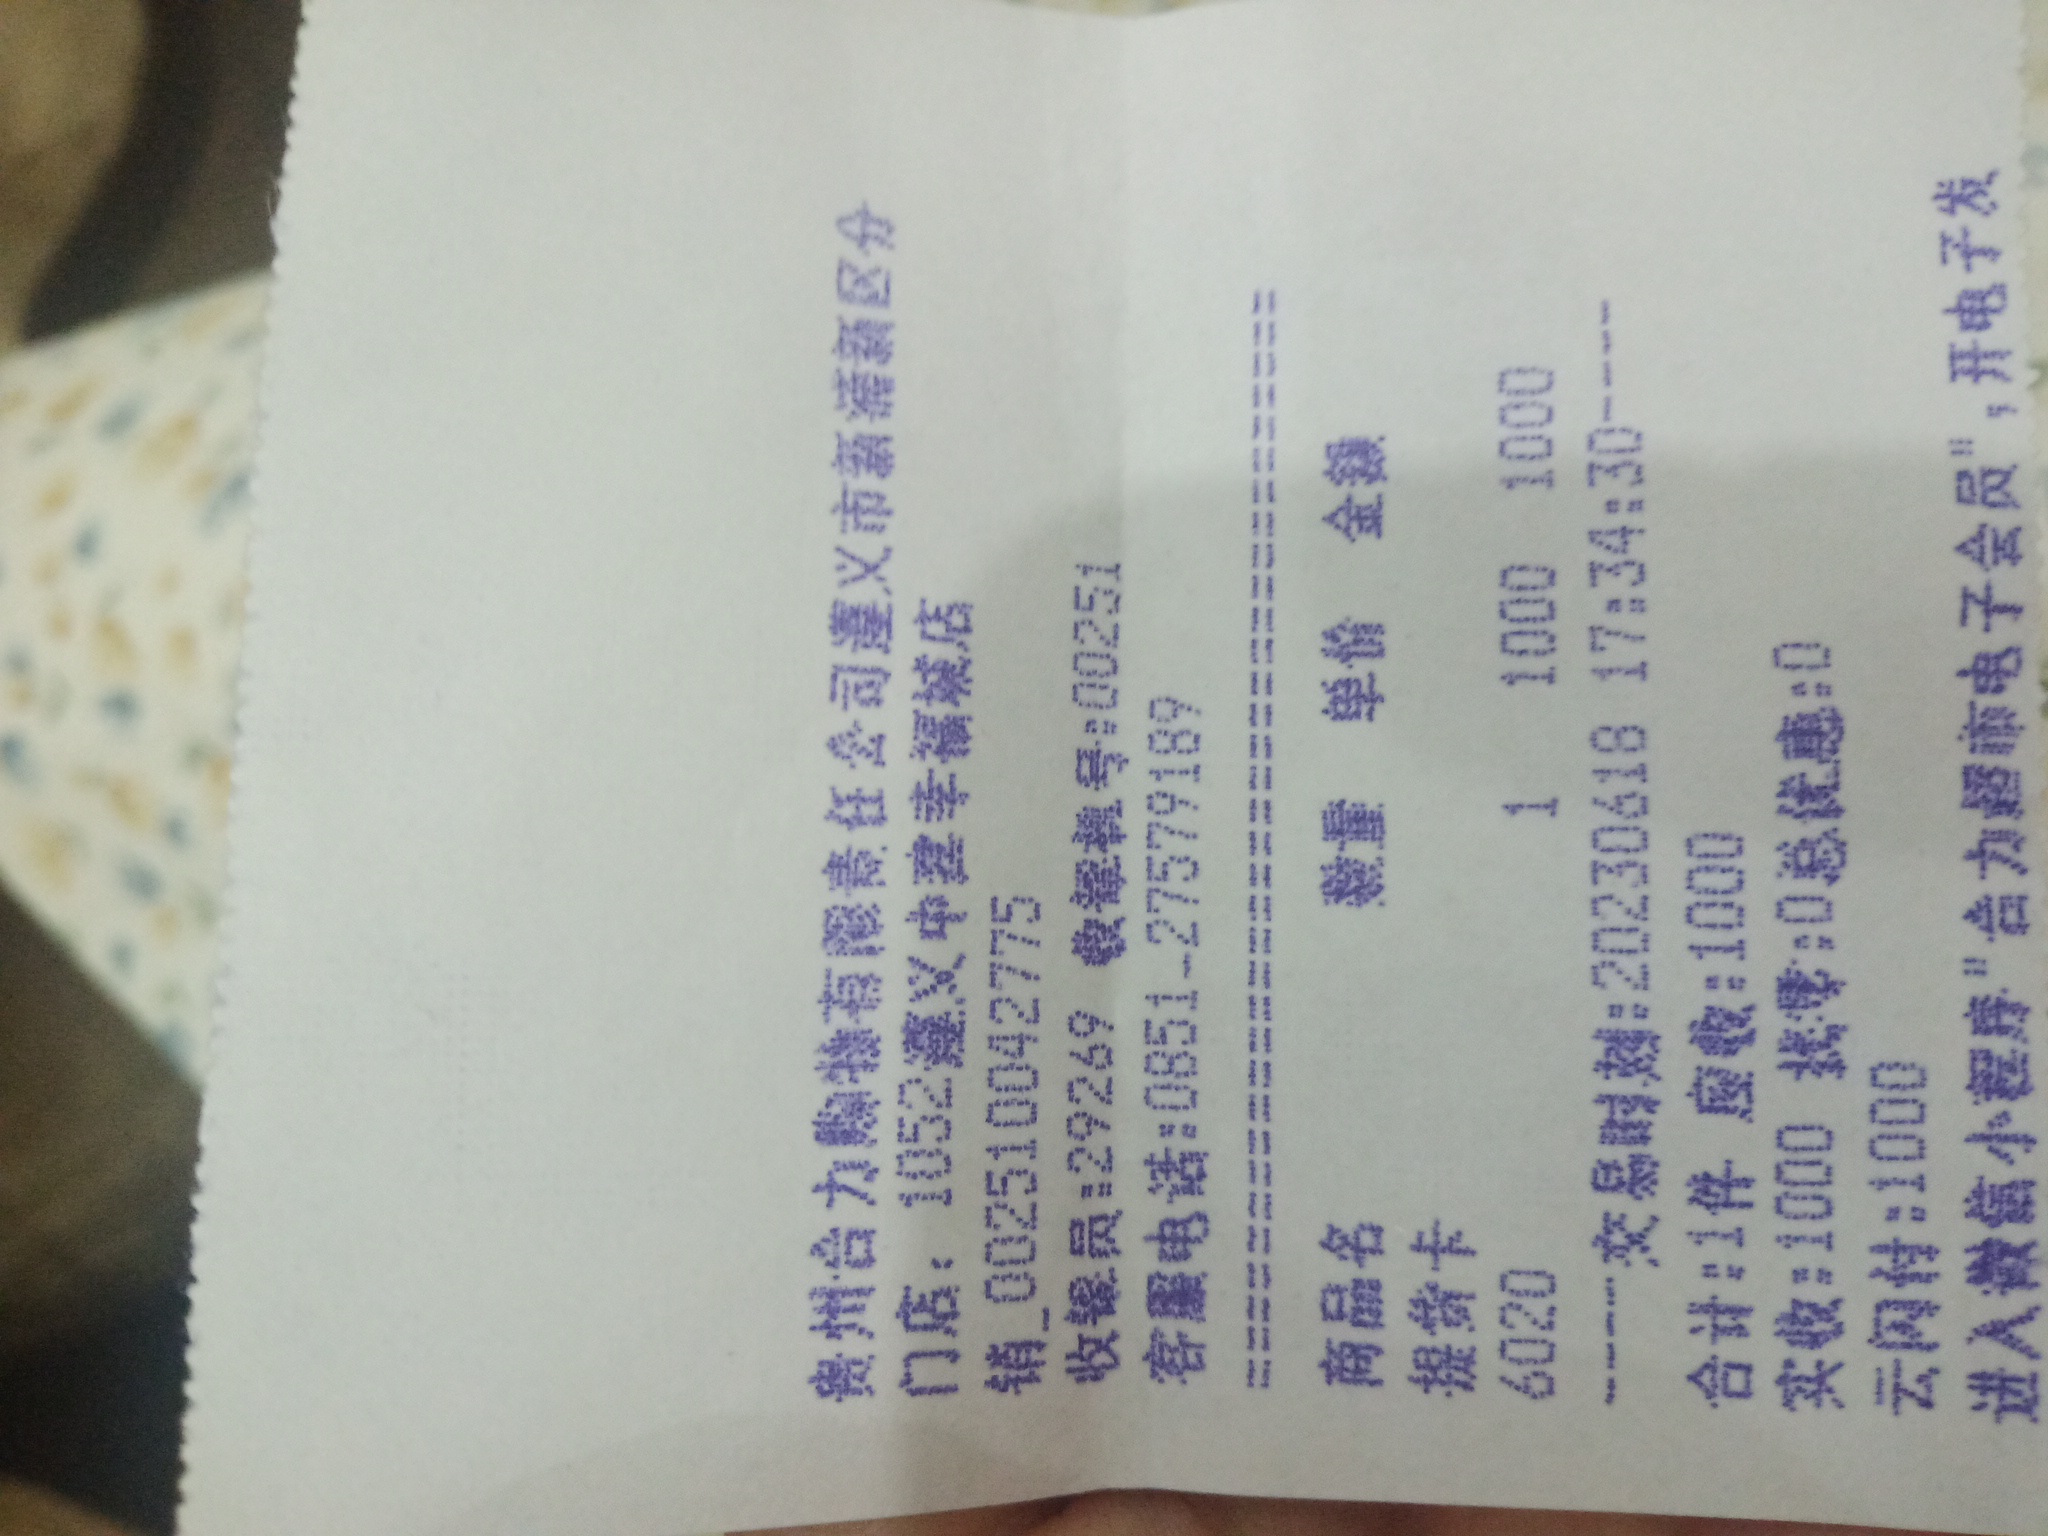 贵州合力购物有限责任公司遵义市新蒲新区分
门店: 1052遵义中建幸福城店
销_0025100427​75
收银员:29269 收银机号:00251
客服电话:0851-27579189
================================
商品名 数量 单价 金额
提货卡
6020 1 1000 1000
-----交易时刻:20230618 17:34:30-----
合计:1件 应收:1000
实收:1000 找零:0总优惠:0
云闪付:1000
进入微信小程序"合力超市电子会员",开电子发